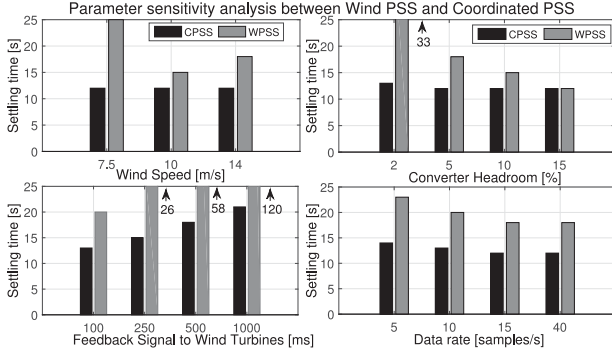 Parameter sensitivity analysis between Wind PSS and Coordinated PSS
Settling time [s]
25
20
15
10
5
0
CPSS WPSS
7.5 10 14
Wind Speed [m/s]
Settling time [s]
25
20
15
10
5
0
33
CPSS WPSS
2 5 10 15
Converter Headroom [%]
Settling time [s]
25
20
15
10
5
0
26 58 120
100 250 500 1000
Feedback Signal to Wind Turbines [ms]
Settling time [s]
25
20
15
10
5
0
5 10 15 40
Data rate [samples/s]